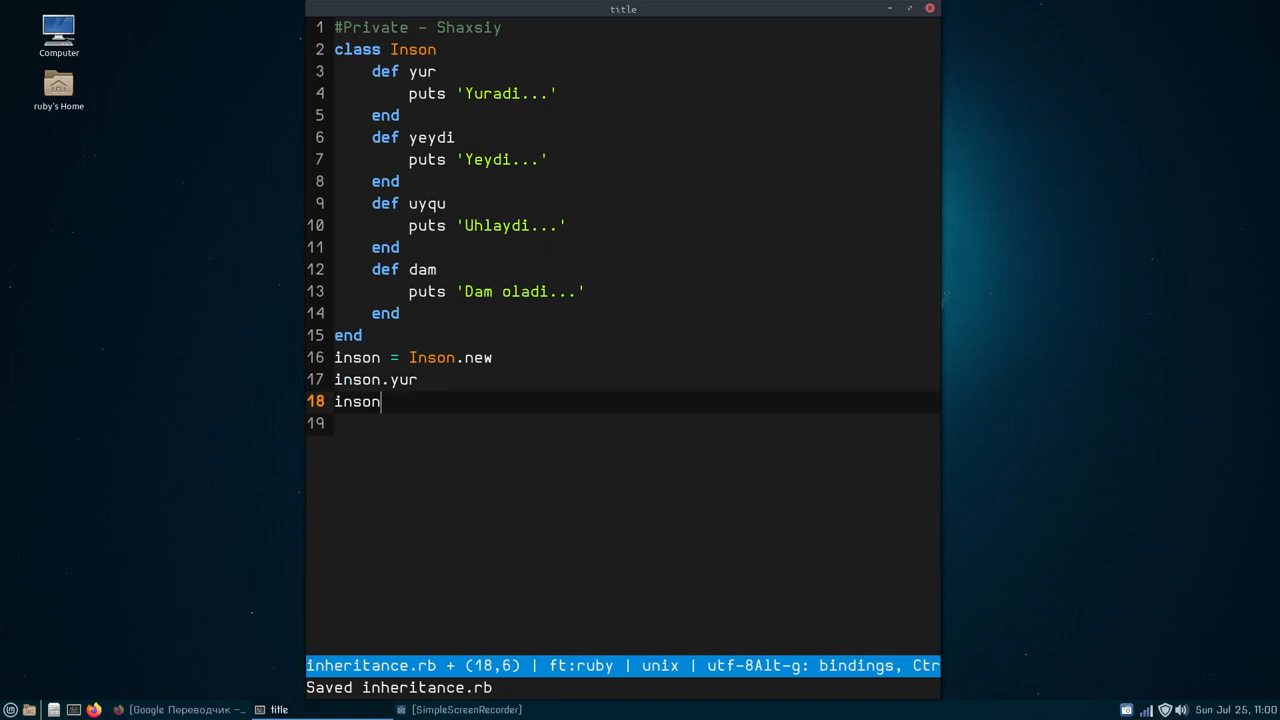 title
Computer
ruby's Home
1 #Private - Shaxsiy
2 class Inson
3     def yur
4         puts 'Yuradi...'
5     end
6     def yeydi
7         puts 'Yeydi...'
8     end
9     def uyqu
10         puts 'Uhlaydi...'
11     end
12     def dam
13         puts 'Dam oladi...'
14     end
15 end
16 inson = Inson.new
17 inson.yur
18 inson
19
inheritance.rb + (18,6) | ft:ruby | unix | utf-8Alt-g: bindings, Ctr
Saved inheritance.rb
[Google Переводчик –...
title
[SimpleScreenRecorder]
Sun Jul 25, 11:00